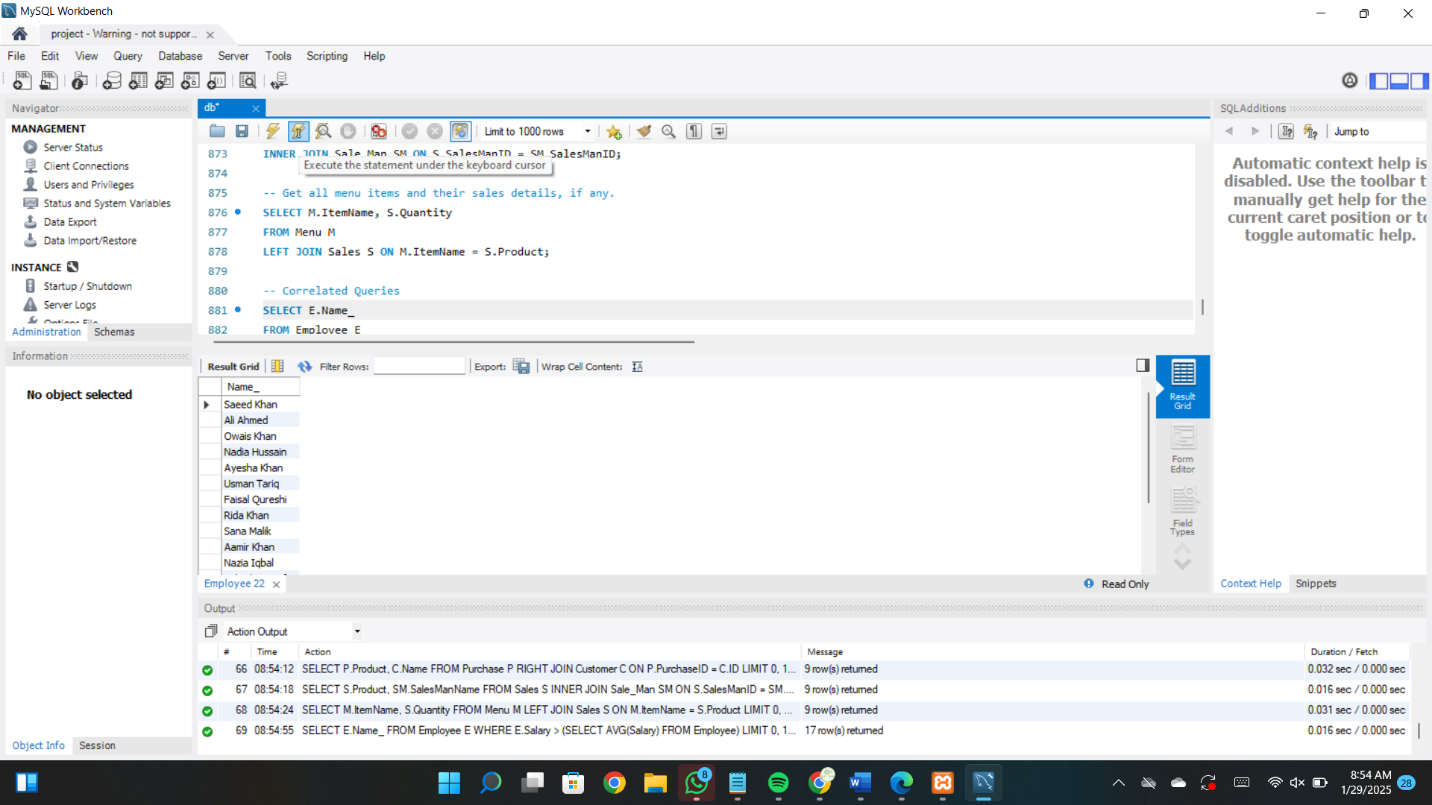 MySQL Workbench
project - Warning - not suppor...
File Edit View Query Database Server Tools Scripting Help
Navigator
MANAGEMENT
Server Status
Client Connections
Users and Privileges
Status and System Variables
Data Export
Data Import/Restore
INSTANCE
Startup / Shutdown
Server Logs
Options File
Administration Schemas
Information
No object selected
Object Info Session
db*
Limit to 1000 rows
873 INNER JOIN Sale_Man SM ON S.SalesManID = SM.SalesManID;
Execute the statement under the keyboard cursor
874
875 -- Get all menu items and their sales details, if any.
876 SELECT M.ItemName, S.Quantity
877 FROM Menu M
878 LEFT JOIN Sales S ON M.ItemName = S.Product;
879
880 -- Correlated Queries
881 SELECT E.Name_
882 FROM Employee E
Result Grid Filter Rows: Export: Wrap Cell Content:
Name_
Saeed Khan
Ali Ahmed
Owais Khan
Nadia Hussain
Ayesha Khan
Usman Tariq
Faisal Qureshi
Rida Khan
Sana Malik
Aamir Khan
Nazia Iqbal
Result
Grid
Form
Editor
Field
Types
Employee 22 Read Only
Output
Action Output
# Time Action Message Duration / Fetch
66 08:54:12 SELECT P.Product, C.Name FROM Purchase P RIGHT JOIN Customer C ON P.PurchaseID = C.ID LIMIT 0, 1... 9 row(s) returned 0.032 sec / 0.000 sec
67 08:54:18 SELECT S.Product, SM.SalesManName FROM Sales S INNER JOIN Sale_Man SM ON S.SalesManID = SM.... 9 row(s) returned 0.016 sec / 0.000 sec
68 08:54:24 SELECT M.ItemName, S.Quantity FROM Menu M LEFT JOIN Sales S ON M.ItemName = S.Product LIMIT 0, ... 9 row(s) returned 0.031 sec / 0.000 sec
69 08:54:55 SELECT E.Name_ FROM Employee E WHERE E.Salary > (SELECT AVG(Salary) FROM Employee) LIMIT 0, 1... 17 row(s) returned 0.016 sec / 0.000 sec
SQLAdditions
Jump to
Automatic context help is
disabled. Use the toolbar t
manually get help for the
current caret position or to
toggle automatic help.
Context Help Snippets
8
8:54 AM
1/29/2025
28